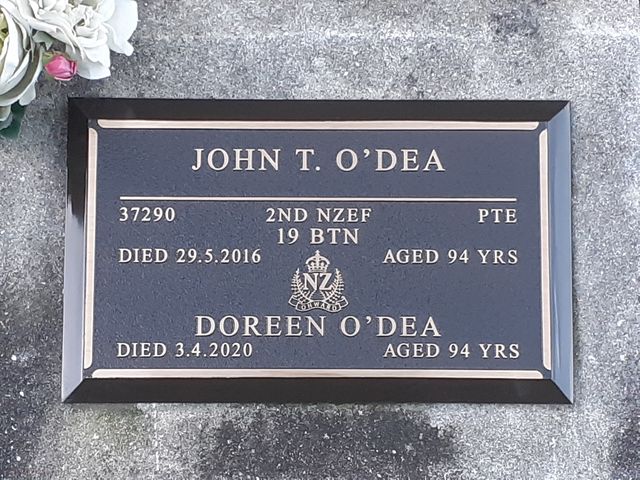 JOHN T. O'DEA
37290 2ND NZEF PTE
19 BTN
DIED 29.5.2016 AGED 94 YRS
NZ
ONWARD
DOREEN O'DEA
DIED 3.4.2020 AGED 94 YRS